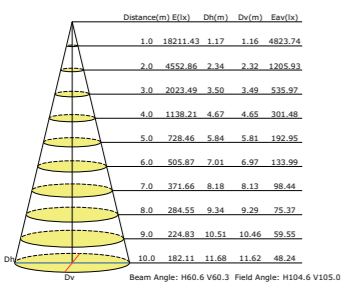 Distance(m) E(lx) Dh(m) Dv(m) Eav(lx)
1.0 18211.43 1.17 1.16 4823.74
2.0 4552.86 2.34 2.32 1205.93
3.0 2023.49 3.50 3.49 535.97
4.0 1138.21 4.67 4.65 301.48
5.0 728.46 5.84 5.81 192.95
6.0 505.87 7.01 6.97 133.99
7.0 371.66 8.18 8.13 98.44
8.0 284.55 9.34 9.29 75.37
9.0 224.83 10.51 10.46 59.55
Dh 10.0 182.11 11.68 11.62 48.24
Dv Beam Angle: H60.6 V60.3 Field Angle: H104.6 V105.0